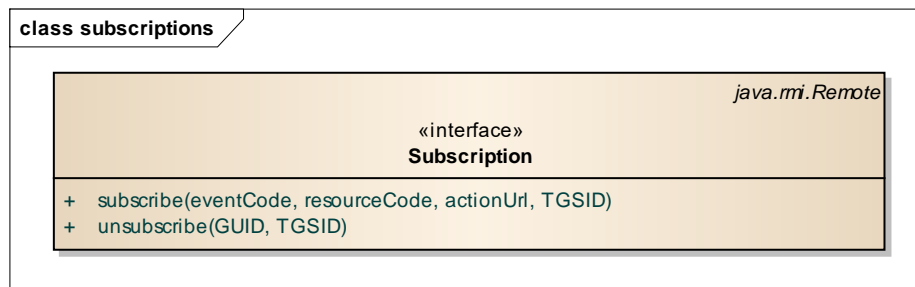 class subscriptions
java.rmi.Remote
«interface»
Subscription
+ subscribe(eventCode, resourceCode, actionUrl, TGSID)
+ unsubscribe(GUID, TGSID)